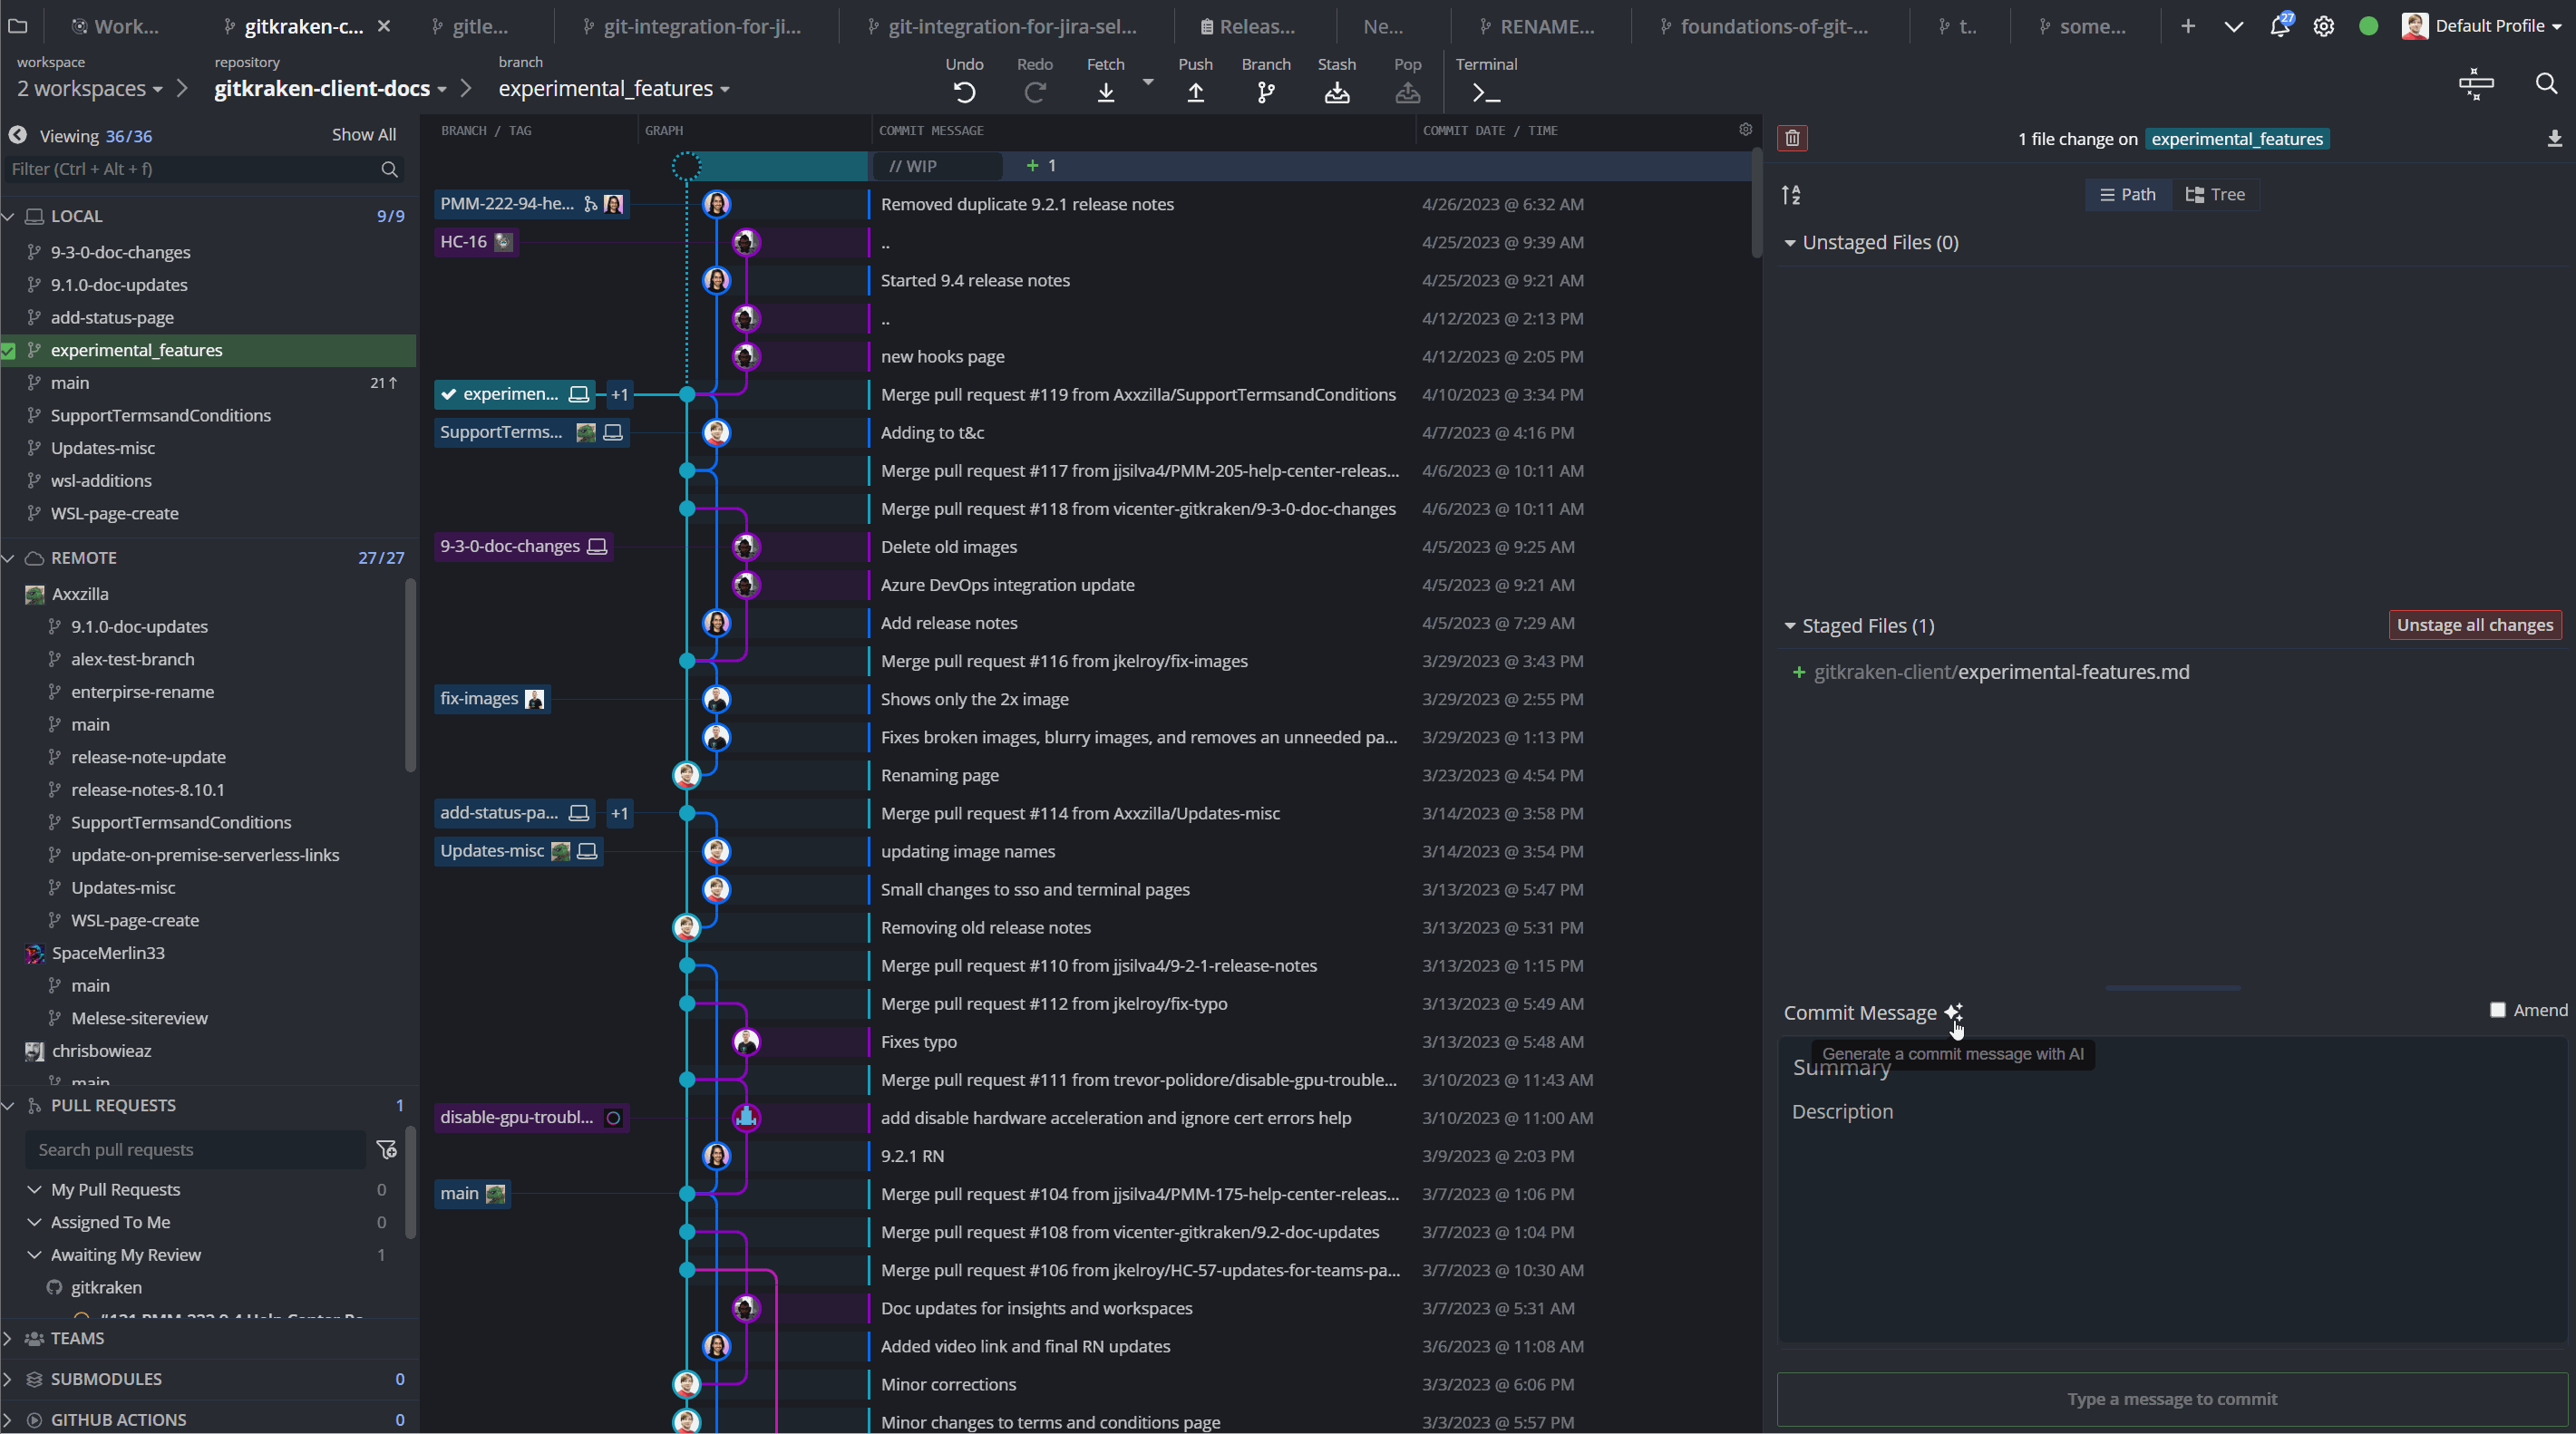 Work...
gitkraken-c...
gitle...
git-integration-for-ji...
git-integration-for-jira-sel...
Releas...
Ne...
RENAME...
foundations-of-git-...
t..
some...
27
Default Profile
workspace
2 workspaces
repository
gitkraken-client-docs
branch
experimental_features
Undo
Redo
Fetch
Push
Branch
Stash
Pop
Terminal
Viewing 36/36
Show All
Filter (Ctrl + Alt + f)
LOCAL 9/9
9-3-0-doc-changes
9.1.0-doc-updates
add-status-page
experimental_features
main 21↑
SupportTermsandConditions
Updates-misc
wsl-additions
WSL-page-create
REMOTE 27/27
Axxzilla
9.1.0-doc-updates
alex-test-branch
enterpirse-rename
main
release-note-update
release-notes-8.10.1
SupportTermsandConditions
update-on-premise-serverless-links
Updates-misc
WSL-page-create
SpaceMerlin33
main
Melese-sitereview
chrisbowieaz
main
PULL REQUESTS 1
Search pull requests
My Pull Requests 0
Assigned To Me 0
Awaiting My Review 1
gitkraken
TEAMS
SUBMODULES 0
GITHUB ACTIONS 0
BRANCH / TAG GRAPH COMMIT MESSAGE COMMIT DATE / TIME
// WIP + 1
PMM-222-94-he... Removed duplicate 9.2.1 release notes 4/26/2023 @ 6:32 AM
HC-16 .. 4/25/2023 @ 9:39 AM
Started 9.4 release notes 4/25/2023 @ 9:21 AM
.. 4/12/2023 @ 2:13 PM
new hooks page 4/12/2023 @ 2:05 PM
experimen... +1 Merge pull request #119 from Axxzilla/SupportTermsandConditions 4/10/2023 @ 3:34 PM
SupportTerms... Adding to t&c 4/7/2023 @ 4:16 PM
Merge pull request #117 from jjsilva4/PMM-205-help-center-releas... 4/6/2023 @ 10:11 AM
Merge pull request #118 from vicenter-gitkraken/9-3-0-doc-changes 4/6/2023 @ 10:11 AM
9-3-0-doc-changes Delete old images 4/5/2023 @ 9:25 AM
Azure DevOps integration update 4/5/2023 @ 9:21 AM
Add release notes 4/5/2023 @ 7:29 AM
Merge pull request #116 from jkelroy/fix-images 3/29/2023 @ 3:43 PM
fix-images Shows only the 2x image 3/29/2023 @ 2:55 PM
Fixes broken images, blurry images, and removes an unneeded pa... 3/29/2023 @ 1:13 PM
Renaming page 3/23/2023 @ 4:54 PM
add-status-pa... +1 Merge pull request #114 from Axxzilla/Updates-misc 3/14/2023 @ 3:58 PM
Updates-misc updating image names 3/14/2023 @ 3:54 PM
Small changes to sso and terminal pages 3/13/2023 @ 5:47 PM
Removing old release notes 3/13/2023 @ 5:31 PM
Merge pull request #110 from jjsilva4/9-2-1-release-notes 3/13/2023 @ 1:15 PM
Merge pull request #112 from jkelroy/fix-typo 3/13/2023 @ 5:49 AM
Fixes typo 3/13/2023 @ 5:48 AM
Merge pull request #111 from trevor-polidore/disable-gpu-trouble... 3/10/2023 @ 11:43 AM
disable-gpu-troubl... add disable hardware acceleration and ignore cert errors help 3/10/2023 @ 11:00 AM
9.2.1 RN 3/9/2023 @ 2:03 PM
main Merge pull request #104 from jjsilva4/PMM-175-help-center-releas... 3/7/2023 @ 1:06 PM
Merge pull request #108 from vicenter-gitkraken/9.2-doc-updates 3/7/2023 @ 1:04 PM
Merge pull request #106 from jkelroy/HC-57-updates-for-teams-pa... 3/7/2023 @ 10:30 AM
Doc updates for insights and workspaces 3/7/2023 @ 5:31 AM
Added video link and final RN updates 3/6/2023 @ 11:08 AM
Minor corrections 3/3/2023 @ 6:06 PM
Minor changes to terms and conditions page 3/3/2023 @ 5:57 PM
1 file change on experimental_features
Path
Tree
Unstaged Files (0)
Staged Files (1)
Unstage all changes
+ gitkraken-client/experimental-features.md
Commit Message
Amend
Generate a commit message with AI
Summary
Description
Type a message to commit